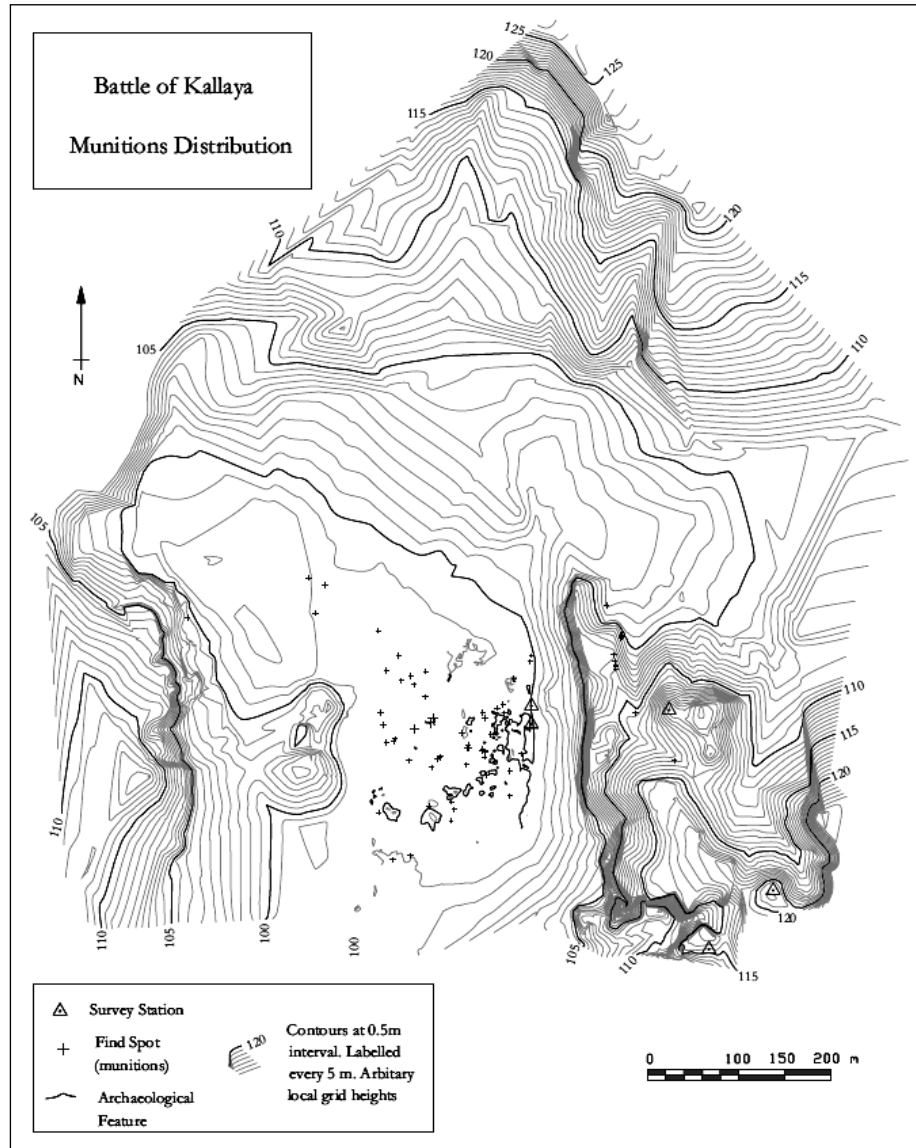 Battle of Kallaya
Munitions Distribution
125
120
125
115
110
120
115
105
110
N
105
110
115
120
110
120
110
105
100
100
105
110
115
Survey Station
Find Spot
(munitions)
Archaeological
Feature
120
Contours at 0.5m
interval. Labelled
every 5 m. Arbitary
local grid heights
0 100 150 200 m